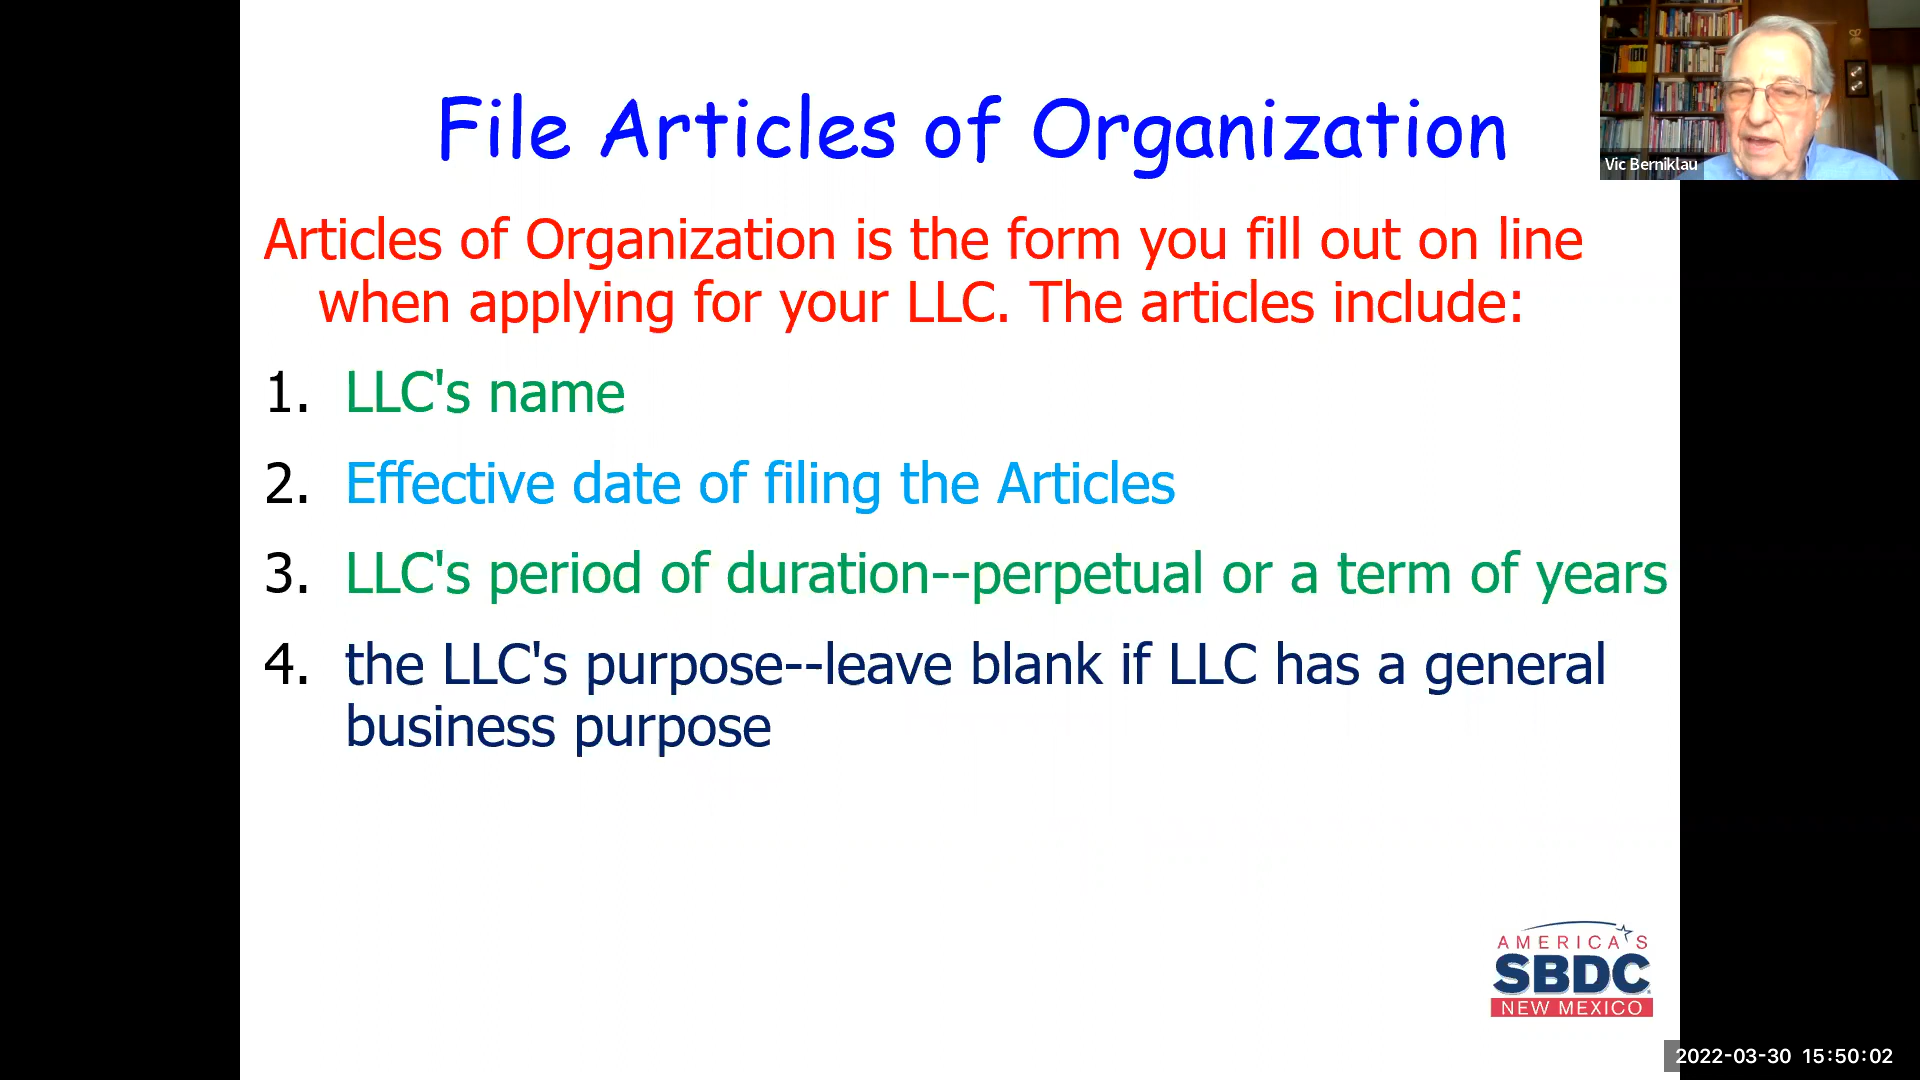 File Articles of Organization
Vic Berniklau
Articles of Organization is the form you fill out on line
when applying for your LLC. The articles include:
1. LLC's name
2. Effective date of filing the Articles
3. LLC's period of duration--perpetual or a term of years
4. the LLC's purpose--leave blank if LLC has a general
business purpose
AMERICA'S
SBDC
NEW MEXICO
2022-03-30 15:50:02